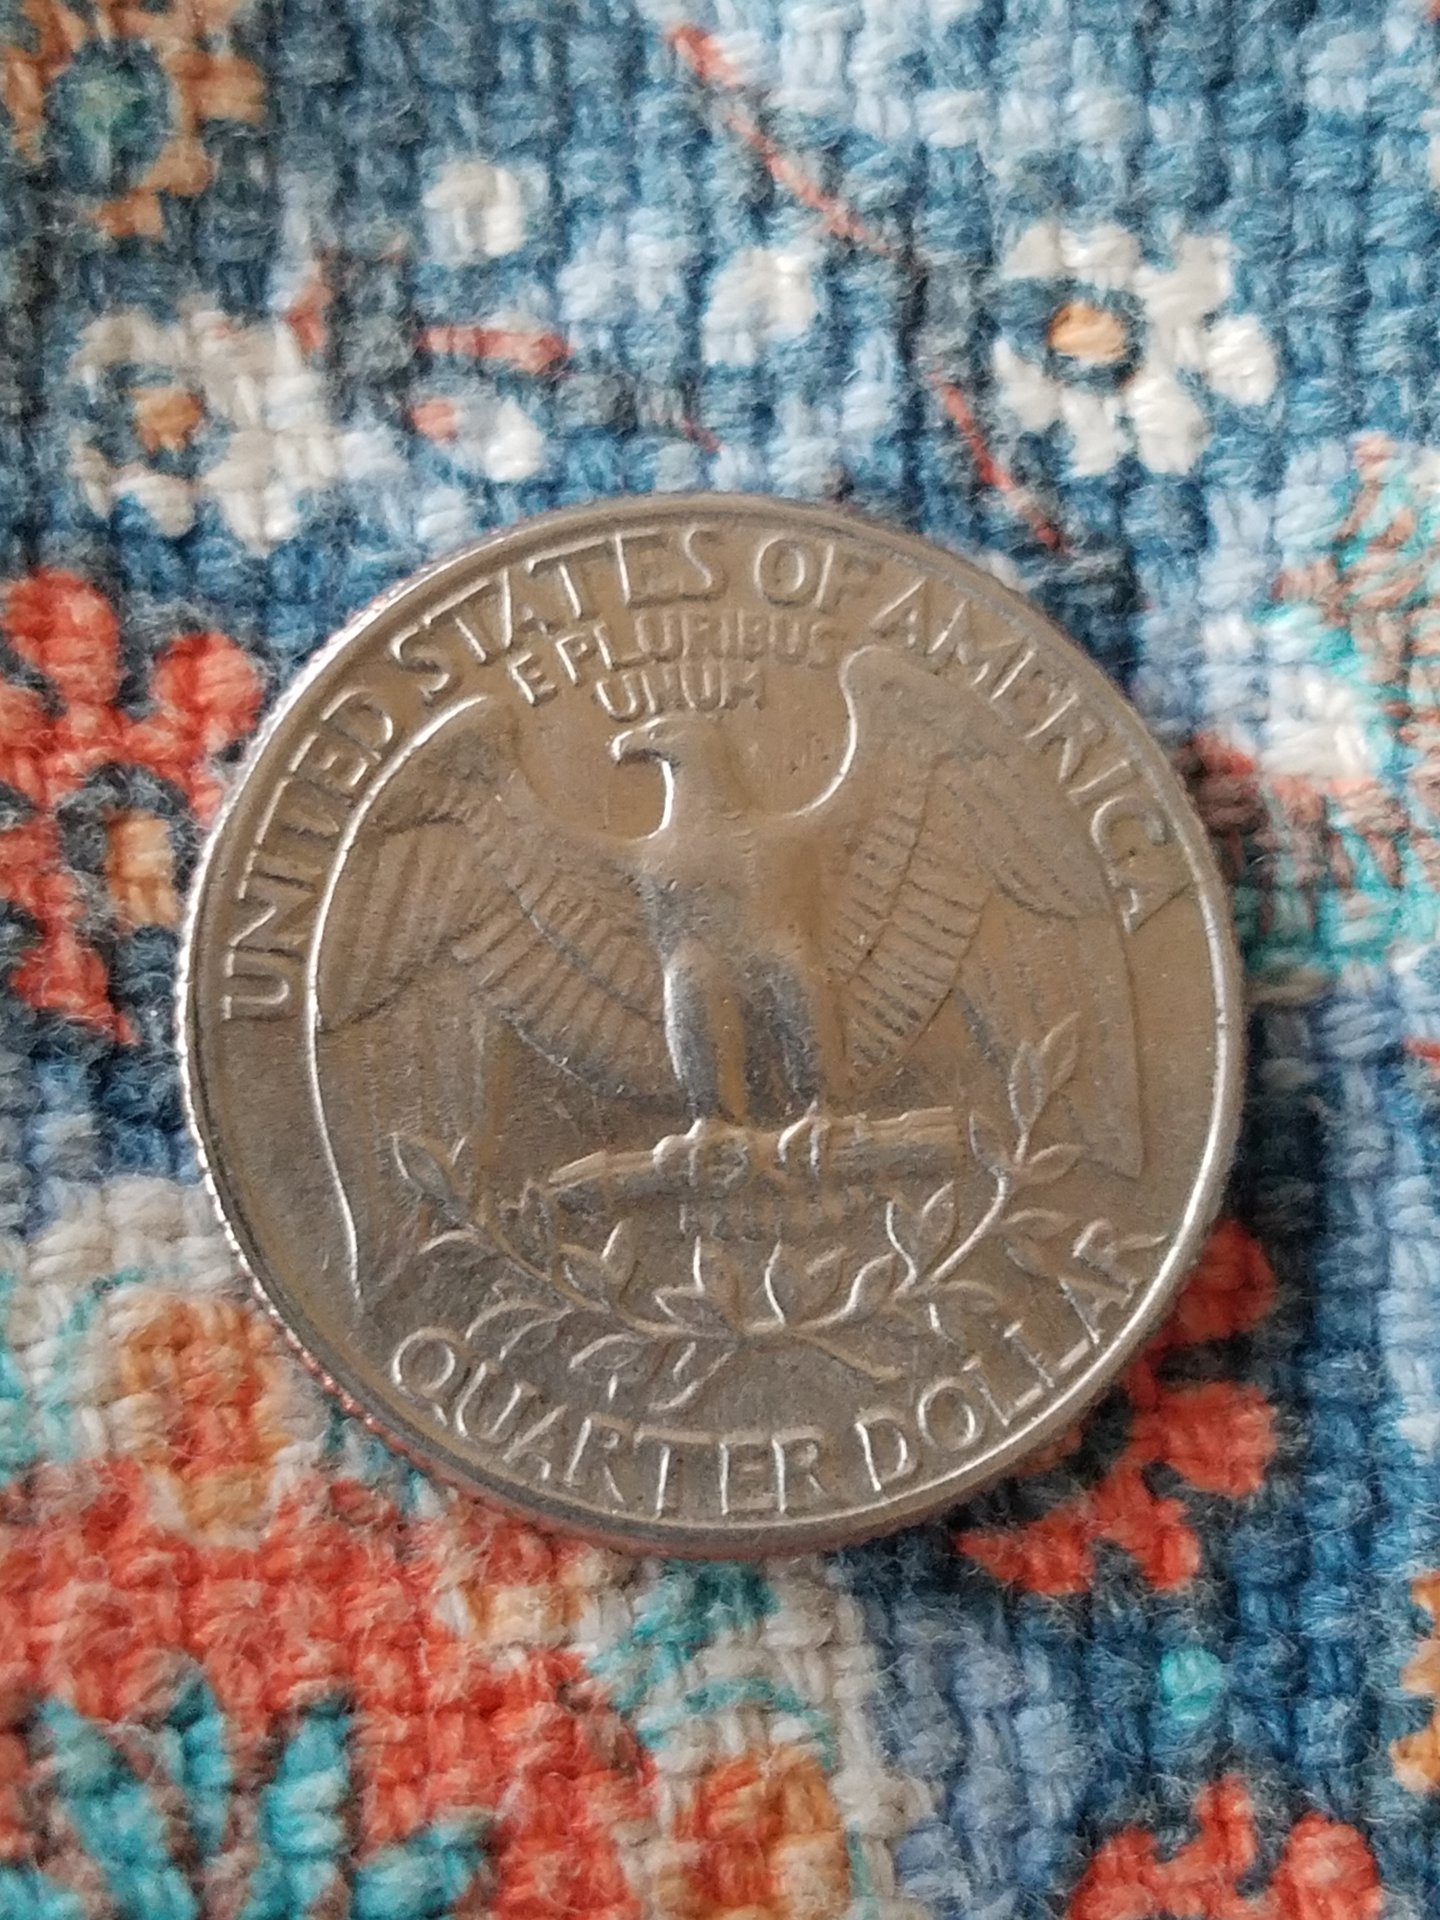 UNITED STATES OF AMERICA
E PLURIBUS
UNUM
QUARTER DOLLAR